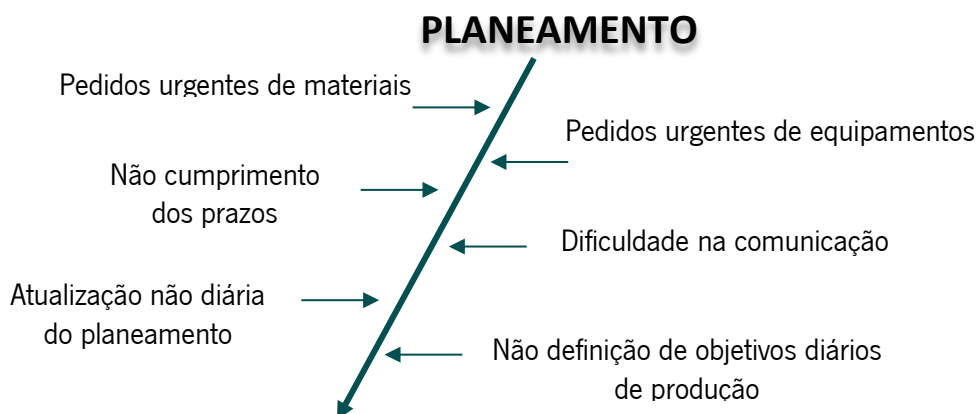 PLANEAMENTO
Pedidos urgentes de materiais
Pedidos urgentes de equipamentos
Não cumprimento
dos prazos
Dificuldade na comunicação
Atualização não diária
do planeamento
Não definição de objetivos diários
de produção